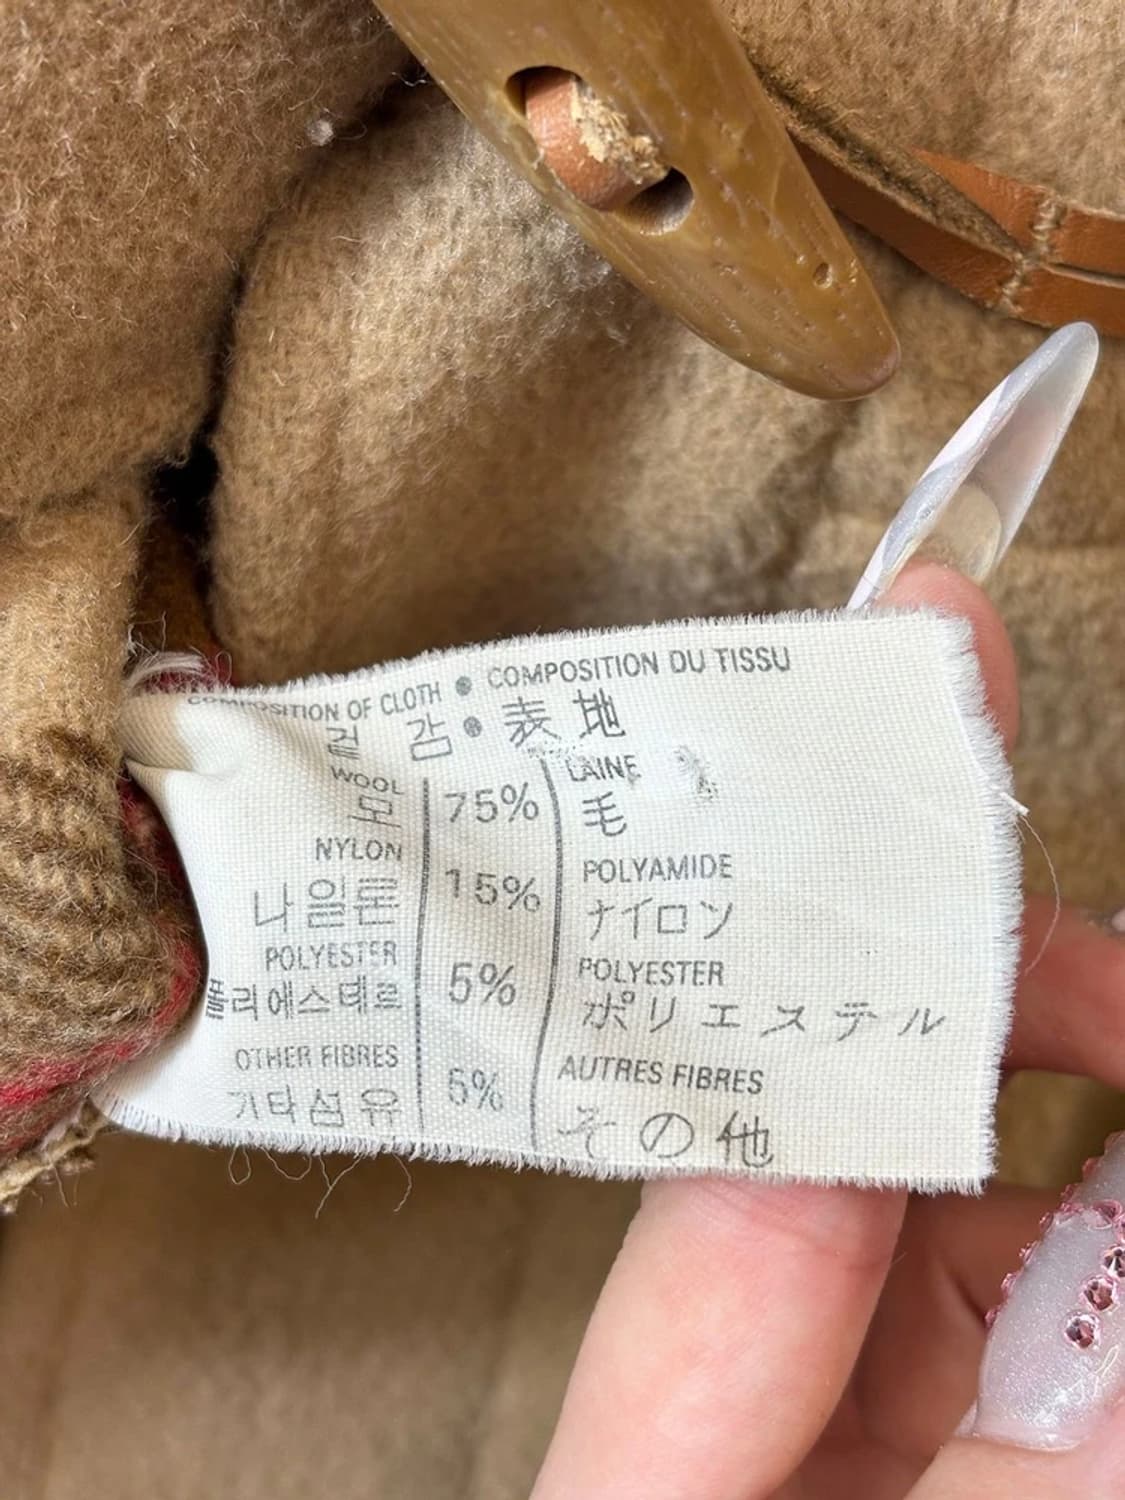 COMPOSITION OF CLOTH • COMPOSITION DU TISSU
겉 감 • 表地
WOOL 75% LAINE
모 毛
NYLON 15% POLYAMIDE
나일론 ナイロン
POLYESTER 5% POLYESTER
폴리에스테르 ポリエステル
OTHER FIBRES 5% AUTRES FIBRES
기타섬유 その他